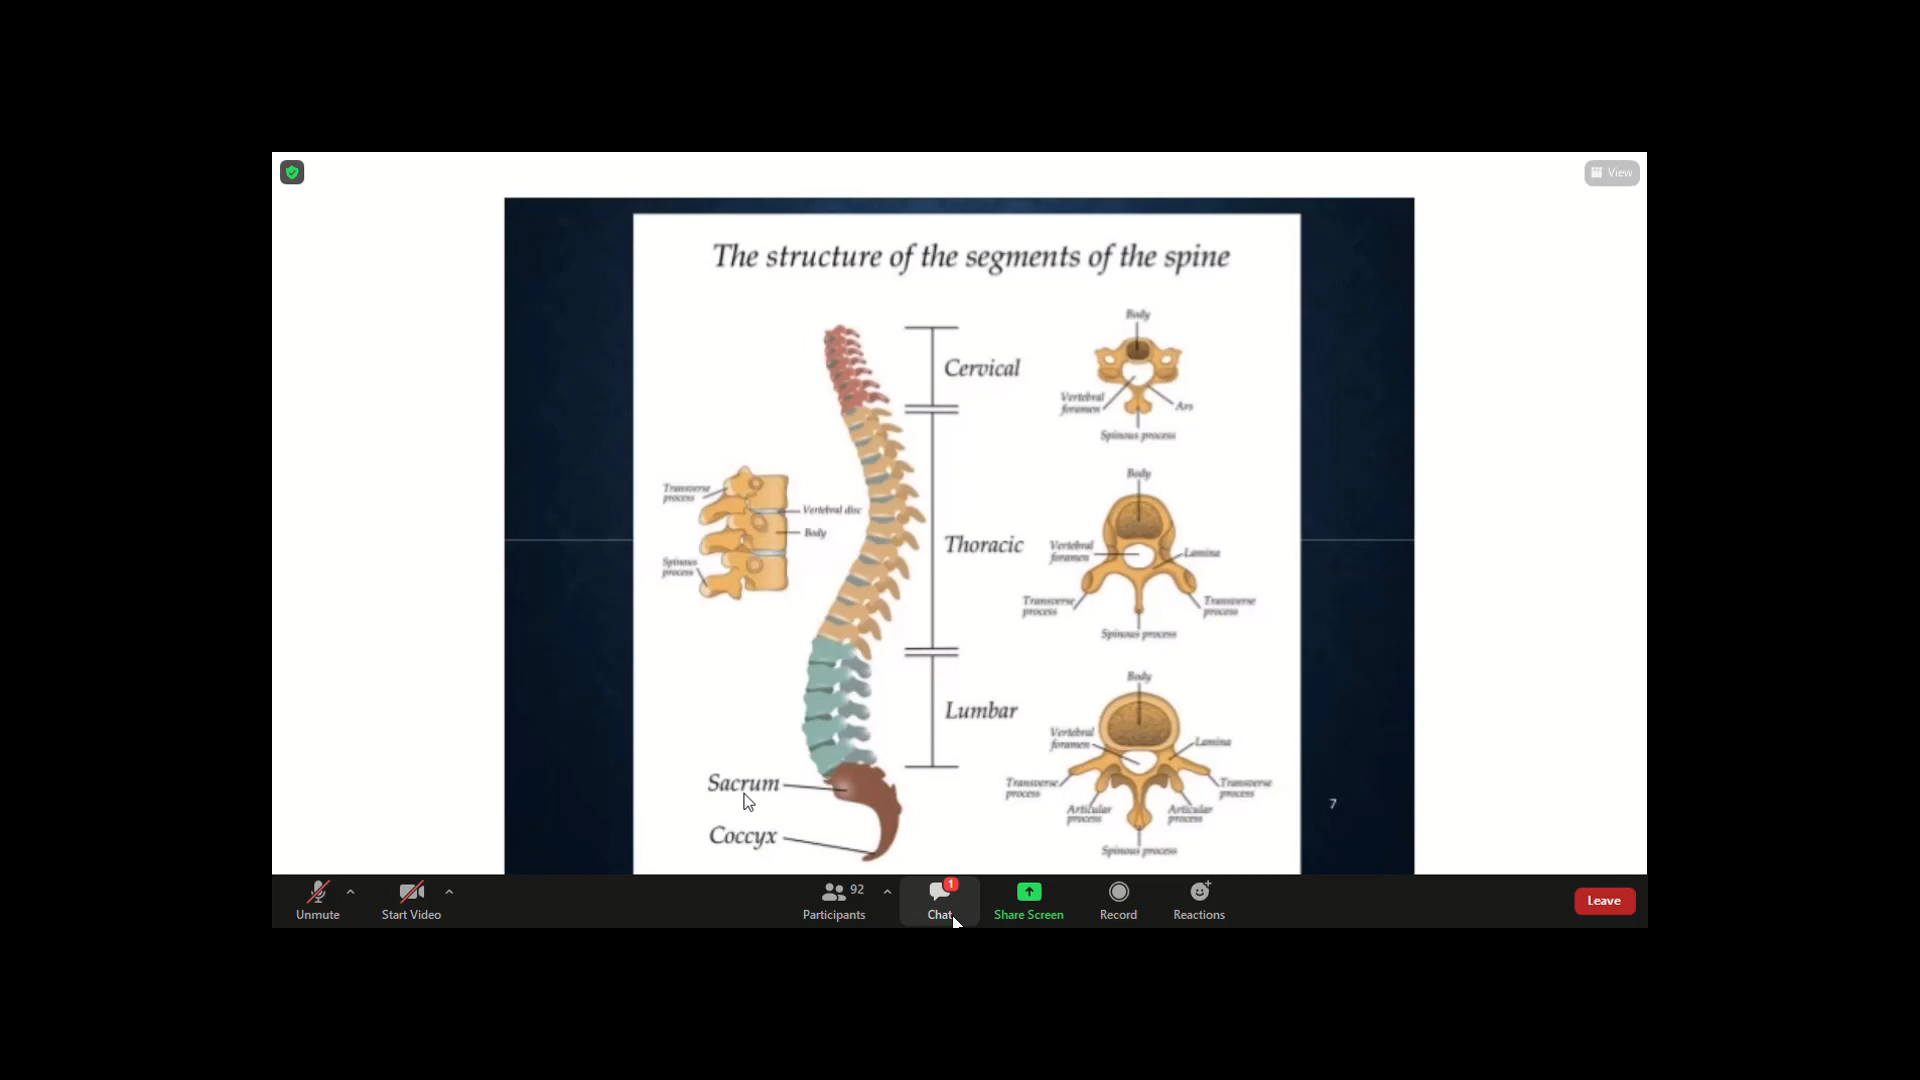 View
The structure of the segments of the spine
Body
Cervical
Vertebral
foramen
Ars
Spinous process
Transverse
process
Vertebral disc
Body
Spinous
process
Body
Thoracic
Vertebral
foramen
Lamina
Transverse
process
Transverse
process
Spinous process
Body
Lumbar
Vertebral
foramen
Lamina
Transverse
process
Transverse
process
Articular
process
Articular
process
Spinous process
Sacrum
Coccyx
7
Unmute
Start Video
92
Participants
1
Chat
Share Screen
Record
Reactions
Leave